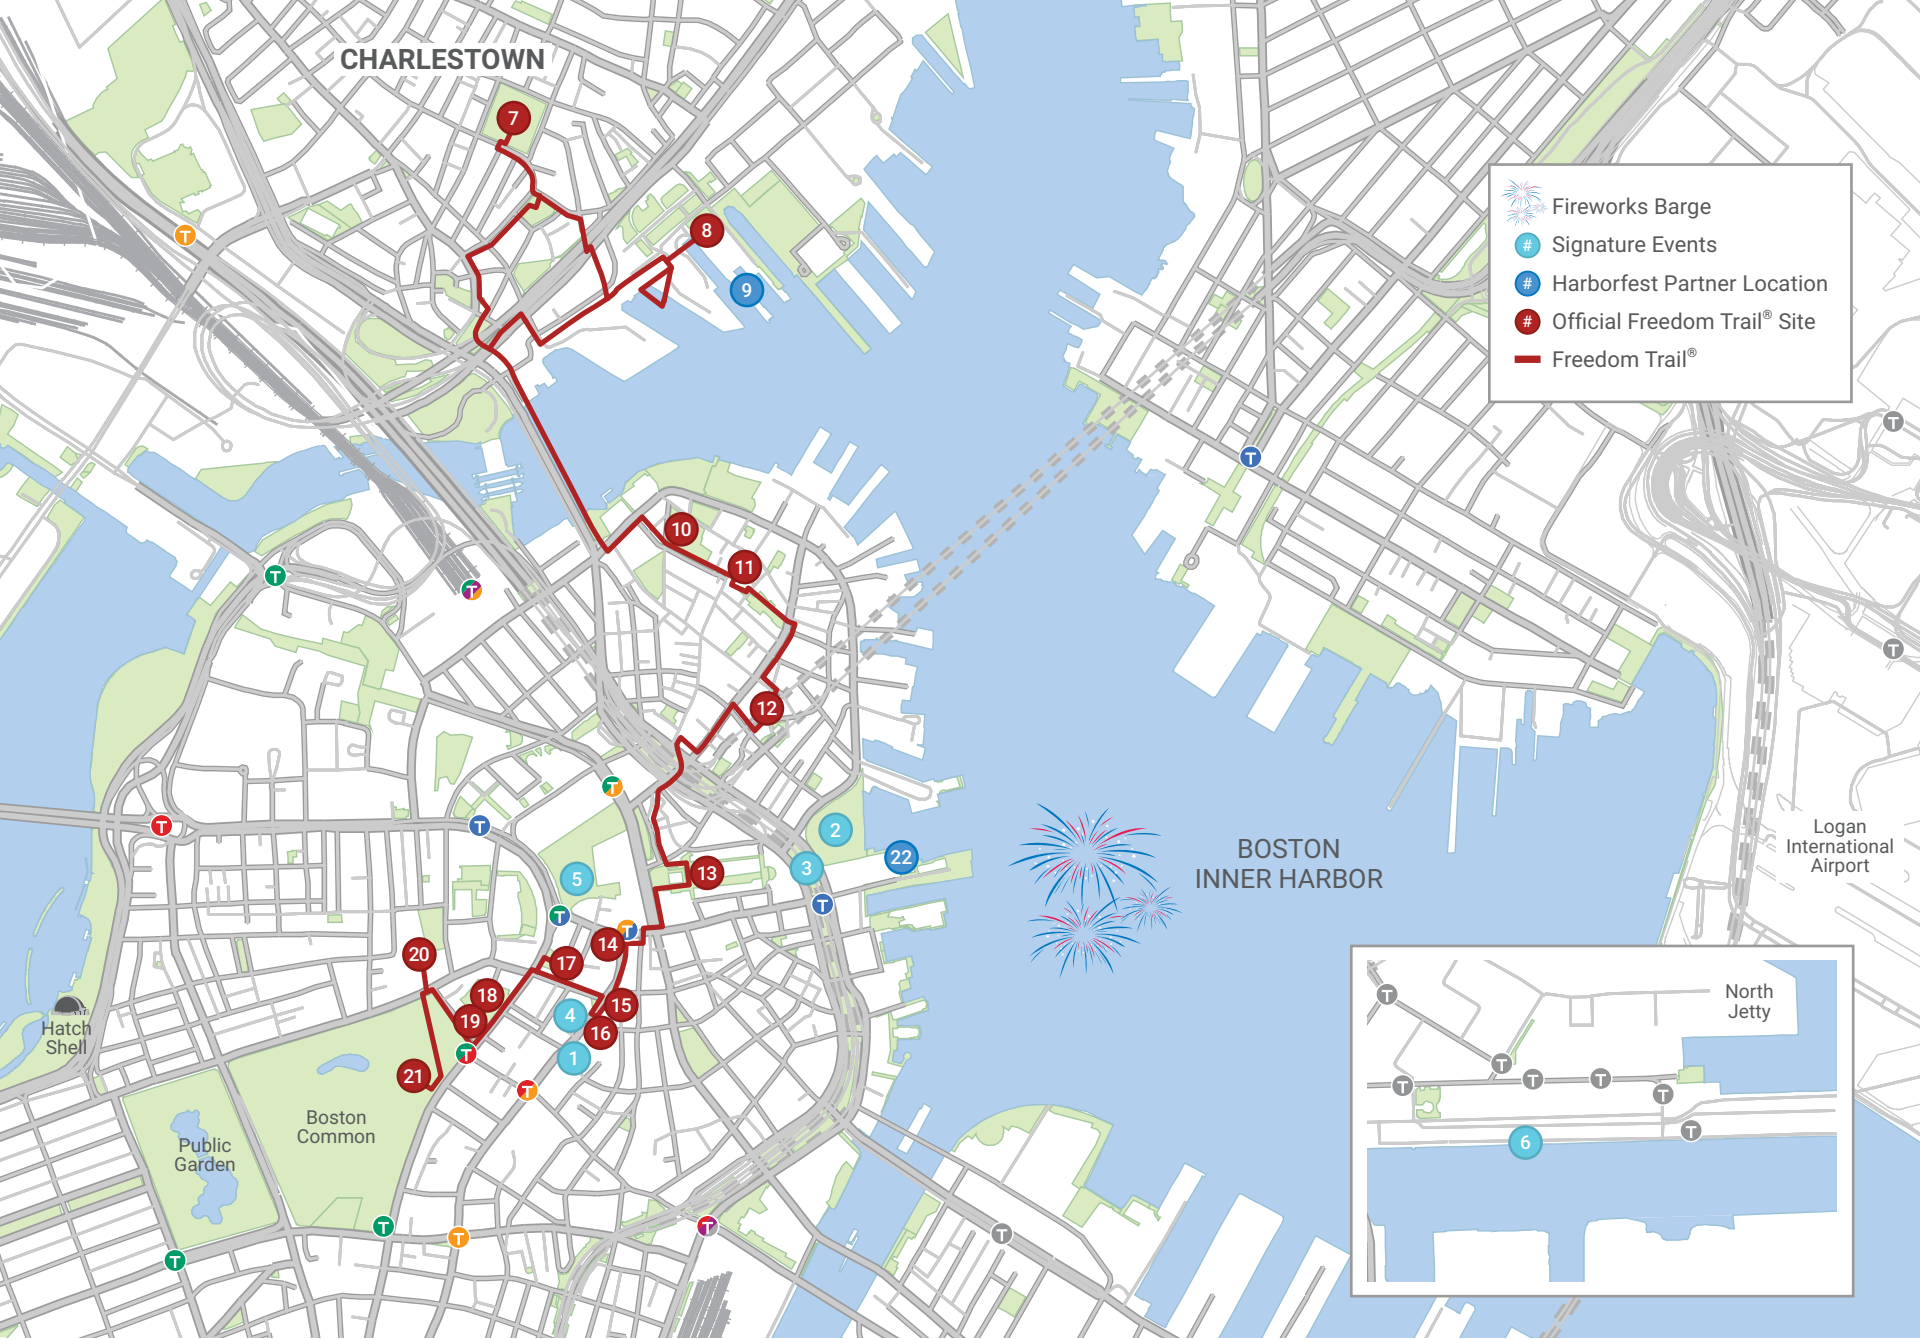 CHARLESTOWN
7
T
8
9
Fireworks Barge
# Signature Events
# Harborfest Partner Location
# Official Freedom Trail® Site
Freedom Trail®
T
T
10
11
T
T
T
12
T
T
T
2
3
22
T
5
13
T
T
BOSTON
INNER HARBOR
Logan
International
Airport
T
20
17
14
18
19
4
15
16
1
T
21
T
Hatch
Shell
Boston
Common
Public
Garden
T
T
T
T
T
North
Jetty
T
T
T
T
T
T
T
6